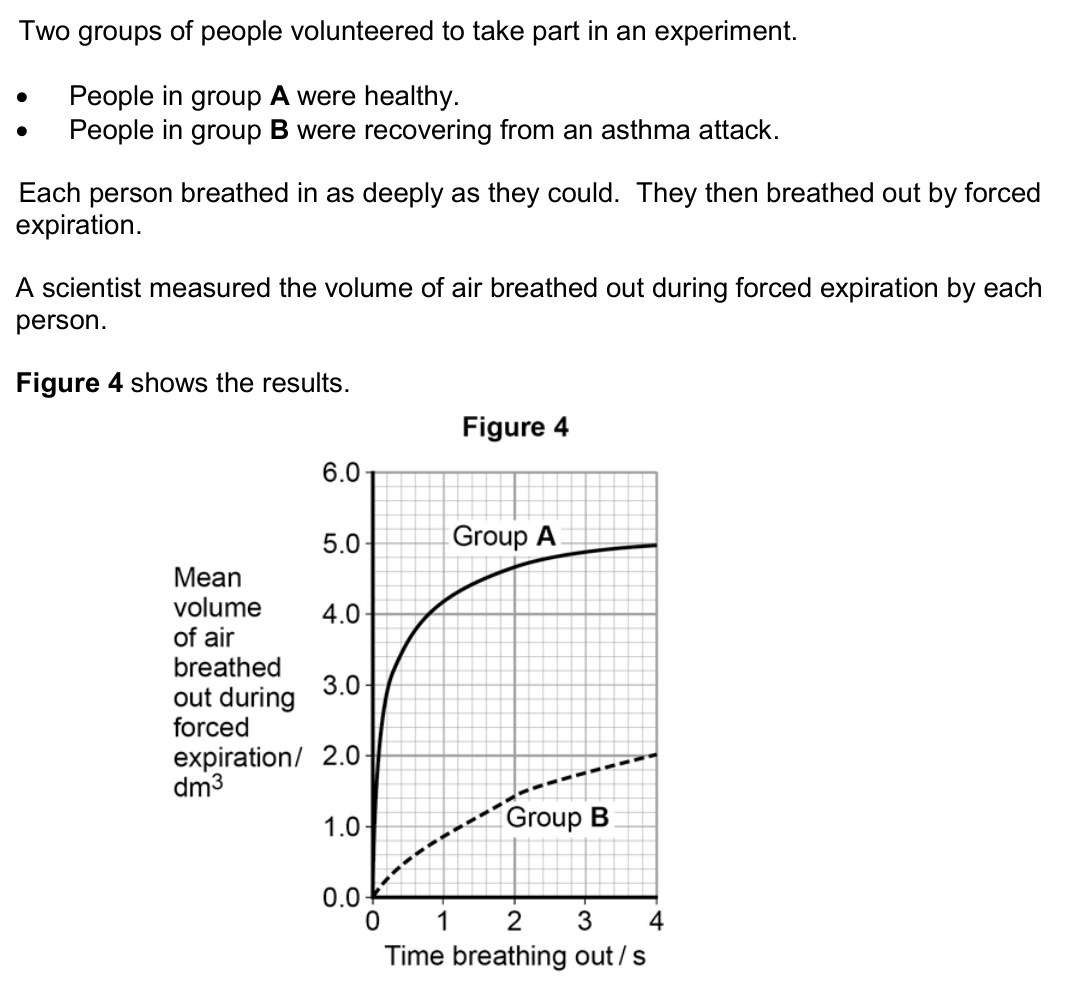 Two groups of people volunteered to take part in an experiment.
• People in group A were healthy.
• People in group B were recovering from an asthma attack.
Each person breathed in as deeply as they could. They then breathed out by forced
expiration.
A scientist measured the volume of air breathed out during forced expiration by each
person.
Figure 4 shows the results.
Figure 4
Mean
volume
of air
breathed
out during
forced
expiration/
dm³
6.0
5.0
4.0
3.0
2.0
1.0
0.0
Group A
Group B
0 1 2 3 4
Time breathing out / s